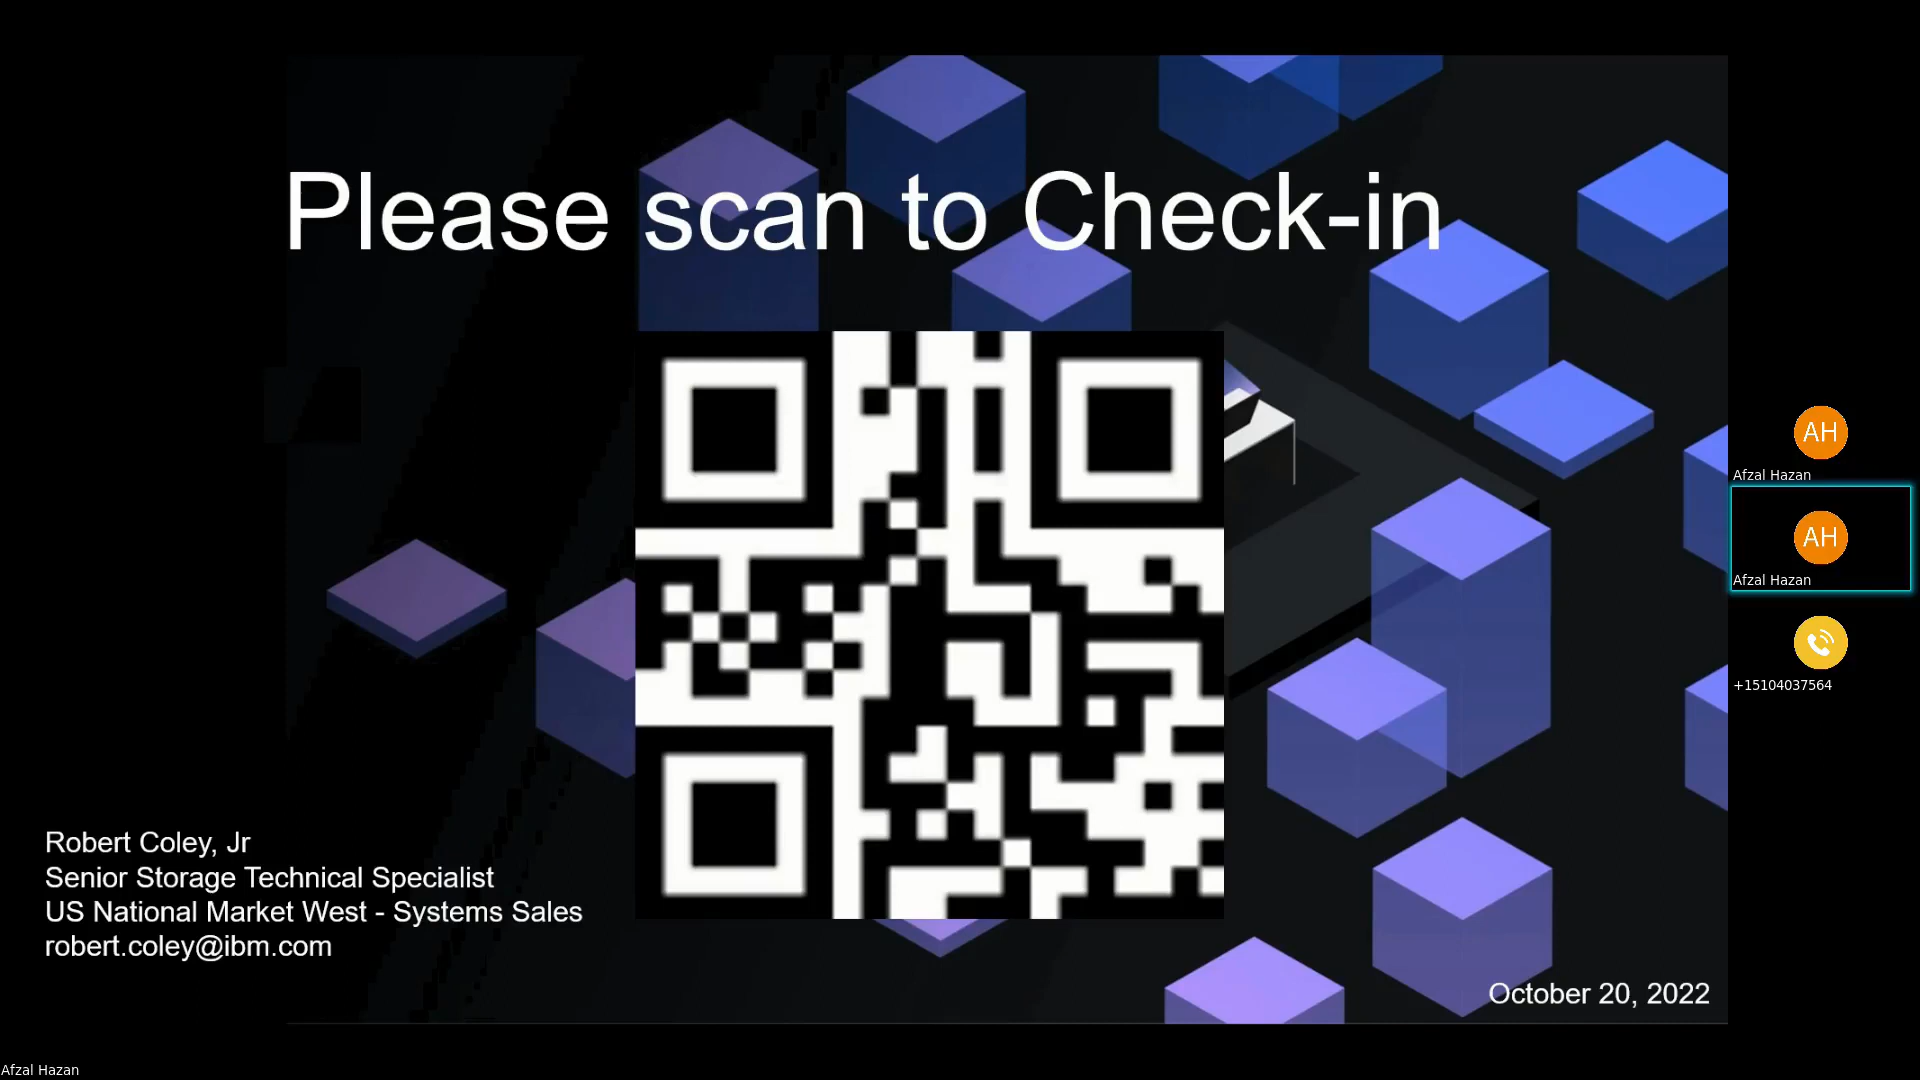 Please scan to Check-in
AH
Afzal Hazan
AH
Afzal Hazan
+15104037564
Robert Coley, Jr
Senior Storage Technical Specialist
US National Market West - Systems Sales
robert.coley@ibm.com
October 20, 2022
Afzal Hazan